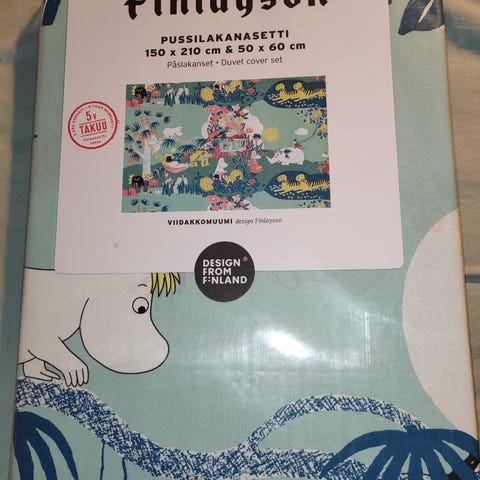 Finlayson
PUSSILAKANASETTI
150 x 210 cm & 50 x 60 cm
Påslakanset • Duvet cover set
5 v
TAKUU
VIIDAKKOMUUMI design Finlayson
DESIGN
FROM
FINLAND